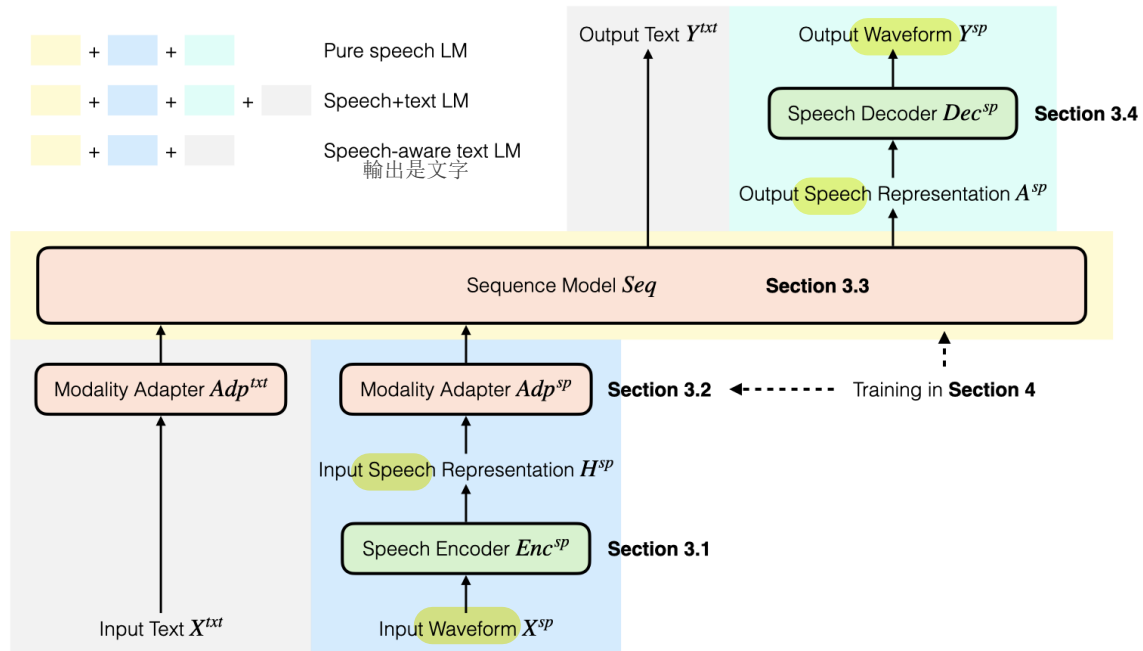 + + Pure speech LM
+ + + Speech+text LM
+ + Speech-aware text LM
輸出是文字
Output Text Y^txt
Output Waveform Y^sp
Speech Decoder Dec^sp
Section 3.4
Output Speech Representation A^sp
Sequence Model Seq
Section 3.3
Modality Adapter Adp^txt
Modality Adapter Adp^sp
Section 3.2
Training in Section 4
Input Speech Representation H^sp
Speech Encoder Enc^sp
Section 3.1
Input Text X^txt
Input Waveform X^sp